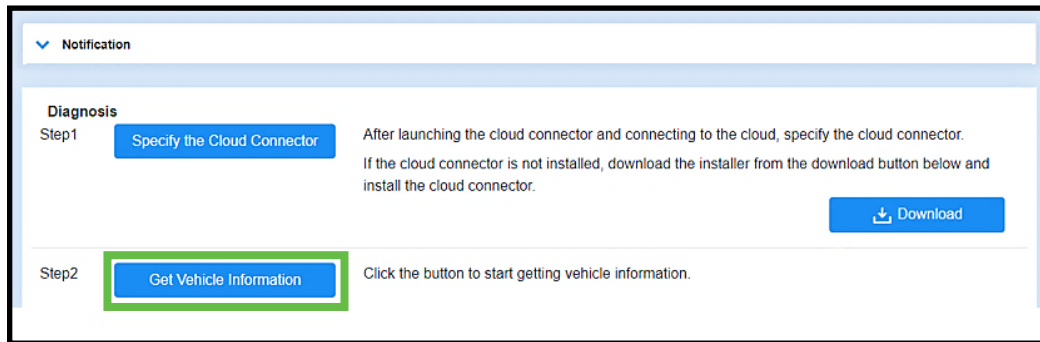 Notification
Diagnosis
Step1
Specify the Cloud Connector
After launching the cloud connector and connecting to the cloud, specify the cloud connector.
If the cloud connector is not installed, download the installer from the download button below and
install the cloud connector.
Download
Step2
Get Vehicle Information
Click the button to start getting vehicle information.